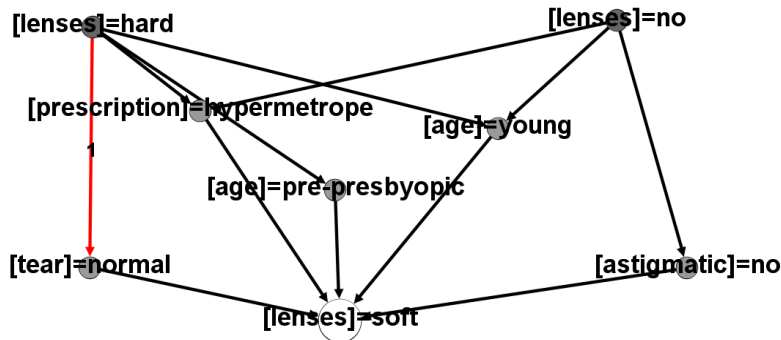 [lenses]=hard
[lenses]=no
[prescription]=hypermetrope
[age]=young
1
[age]=pre-presbyopic
[tear]=normal
[astigmatic]=no
[lenses]=soft